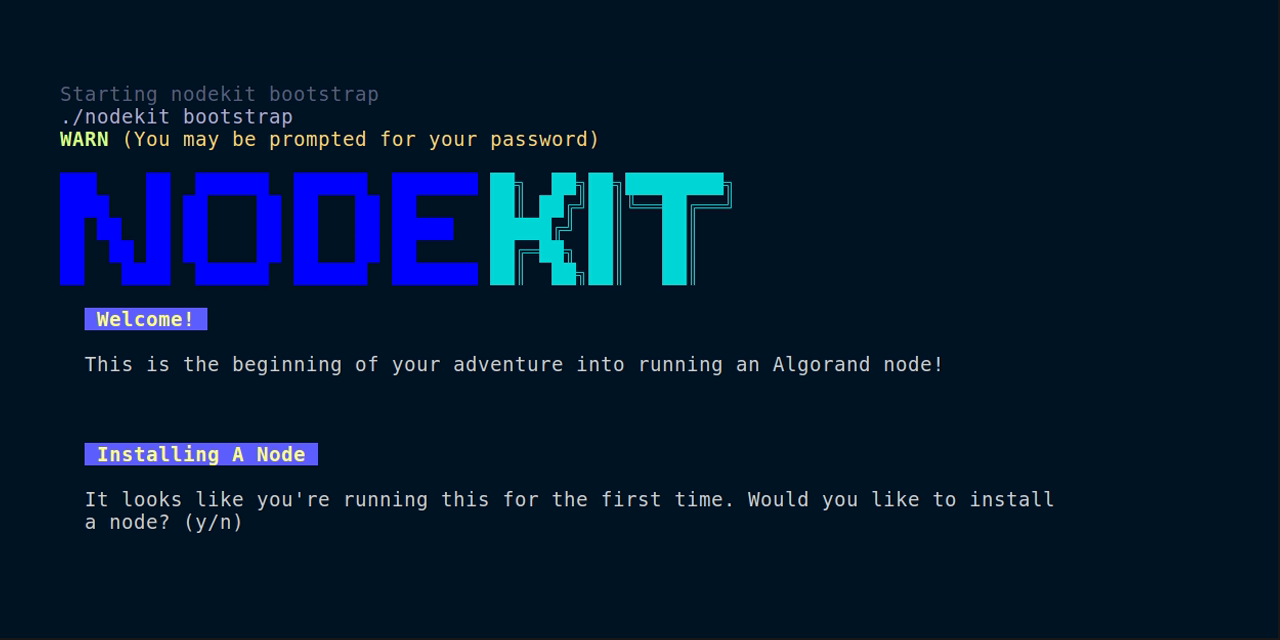 Starting nodekit bootstrap
./nodekit bootstrap
WARN (You may be prompted for your password)
NODEKIT
Welcome!
This is the beginning of your adventure into running an Algorand node!
Installing A Node
It looks like you're running this for the first time. Would you like to install
a node? (y/n)